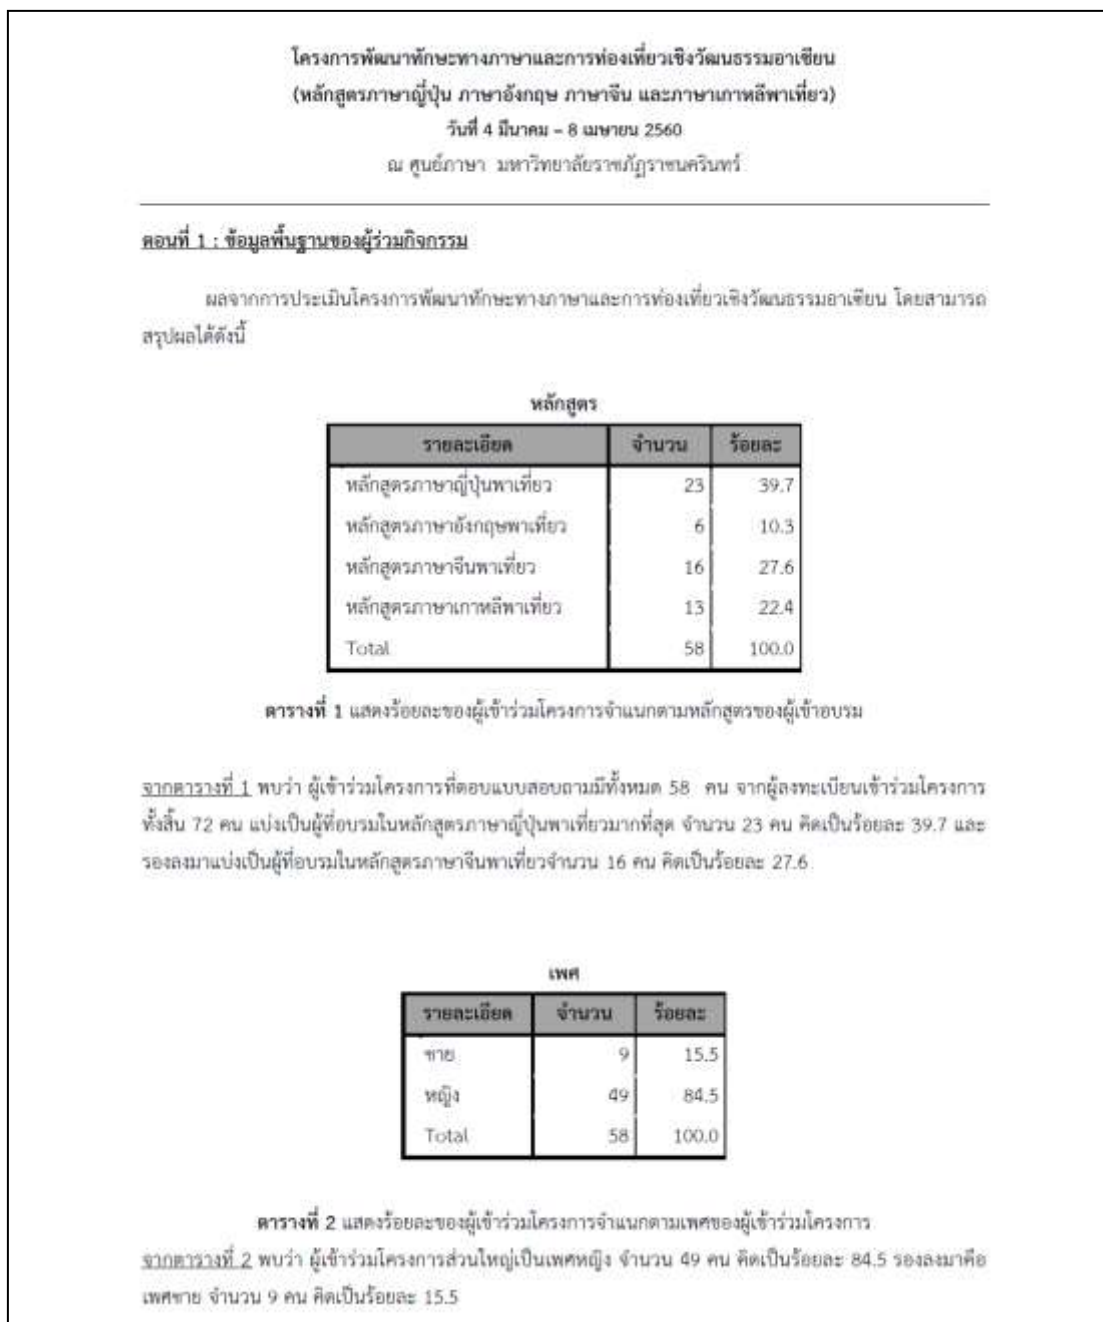 โครงการพัฒนาทักษะทางภาษาและการท่องเที่ยวเชิงวัฒนธรรมอาเซียน
(หลักสูตรภาษาญี่ปุ่น ภาษาอังกฤษ ภาษาจีน และภาษาเกาหลีพาเที่ยว)
วันที่ 4 มีนาคม – 8 เมษายน 2560
ณ ศูนย์ภาษา มหาวิทยาลัยราชภัฏราชนครินทร์
ตอนที่ 1 : ข้อมูลพื้นฐานของผู้ร่วมกิจกรรม
ผลจากการประเมินโครงการพัฒนาทักษะทางภาษาและการท่องเที่ยวเชิงวัฒนธรรมอาเซียน โดยสามารถ
สรุปผลได้ดังนี้
หลักสูตร
รายละเอียด จำนวน ร้อยละ
หลักสูตรภาษาญี่ปุ่นพาเที่ยว 23 39.7
หลักสูตรภาษาอังกฤษพาเที่ยว 6 10.3
หลักสูตรภาษาจีนพาเที่ยว 16 27.6
หลักสูตรภาษาเกาหลีพาเที่ยว 13 22.4
Total 58 100.0
ตารางที่ 1 แสดงร้อยละของผู้เข้าร่วมโครงการจำแนกตามหลักสูตรของผู้เข้าอบรม
จากตารางที่ 1 พบว่า ผู้เข้าร่วมโครงการที่ตอบแบบสอบถามมีทั้งหมด 58 คน จากผู้ลงทะเบียนเข้าร่วมโครงการ
ทั้งสิ้น 72 คน แบ่งเป็นผู้ที่อบรมในหลักสูตรภาษาญี่ปุ่นพาเที่ยวมากที่สุด จำนวน 23 คน คิดเป็นร้อยละ 39.7 และ
รองลงมาแบ่งเป็นผู้ที่อบรมในหลักสูตรภาษาจีนพาเที่ยวจำนวน 16 คน คิดเป็นร้อยละ 27.6
เพศ
รายละเอียด จำนวน ร้อยละ
ชาย 9 15.5
หญิง 49 84.5
Total 58 100.0
ตารางที่ 2 แสดงร้อยละของผู้เข้าร่วมโครงการจำแนกตามเพศของผู้เข้าร่วมโครงการ
จากตารางที่ 2 พบว่า ผู้เข้าร่วมโครงการส่วนใหญ่เป็นเพศหญิง จำนวน 49 คน คิดเป็นร้อยละ 84.5 รองลงมาคือ
เพศชาย จำนวน 9 คน คิดเป็นร้อยละ 15.5